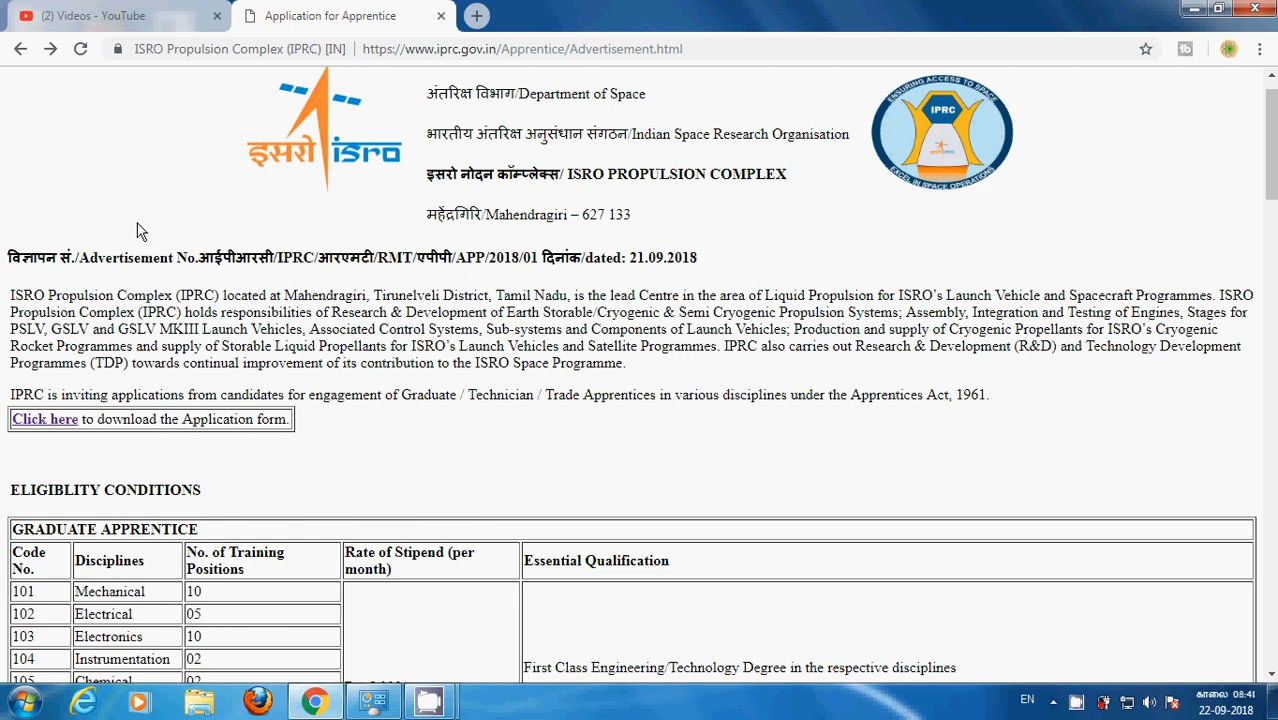 (2) Videos - YouTube
Application for Apprentice
ISRO Propulsion Complex (IPRC) [IN] | https://www.iprc.gov.in/Apprentice/Advertisement.html
इसरो isro
अंतरिक्ष विभाग/Department of Space
भारतीय अंतरिक्ष अनुसंधान संगठन/Indian Space Research Organisation
इसरो नोदन कॉम्प्लेक्स/ ISRO PROPULSION COMPLEX
महेंद्रगिरि/Mahendragiri – 627 133
ENSURING ACCESS TO SPACE
IPRC
EXCEL IN SPACE OPERATIONS
विज्ञापन सं./Advertisement No.आईपीआरसी/IPRC/आरएमटी/RMT/एपीपी/APP/2018/01 दिनांक/dated: 21.09.2018
ISRO Propulsion Complex (IPRC) located at Mahendragiri, Tirunelveli District, Tamil Nadu, is the lead Centre in the area of Liquid Propulsion for ISRO's Launch Vehicle and Spacecraft Programmes. ISRO
Propulsion Complex (IPRC) holds responsibilities of Research & Development of Earth Storable/Cryogenic & Semi Cryogenic Propulsion Systems; Assembly, Integration and Testing of Engines, Stages for
PSLV, GSLV and GSLV MKIII Launch Vehicles, Associated Control Systems, Sub-systems and Components of Launch Vehicles; Production and supply of Cryogenic Propellants for ISRO's Cryogenic
Rocket Programmes and supply of Storable Liquid Propellants for ISRO's Launch Vehicles and Satellite Programmes. IPRC also carries out Research & Development (R&D) and Technology Development
Programmes (TDP) towards continual improvement of its contribution to the ISRO Space Programme.
IPRC is inviting applications from candidates for engagement of Graduate / Technician / Trade Apprentices in various disciplines under the Apprentices Act, 1961.
Click here to download the Application form.
ELIGIBLITY CONDITIONS
GRADUATE APPRENTICE
Code No. Disciplines No. of Training Positions Rate of Stipend (per month) Essential Qualification
101 Mechanical 10
102 Electrical 05
103 Electronics 10
104 Instrumentation 02
First Class Engineering/Technology Degree in the respective disciplines
105 Chemical 02
EN
காலை 08:41
22-09-2018